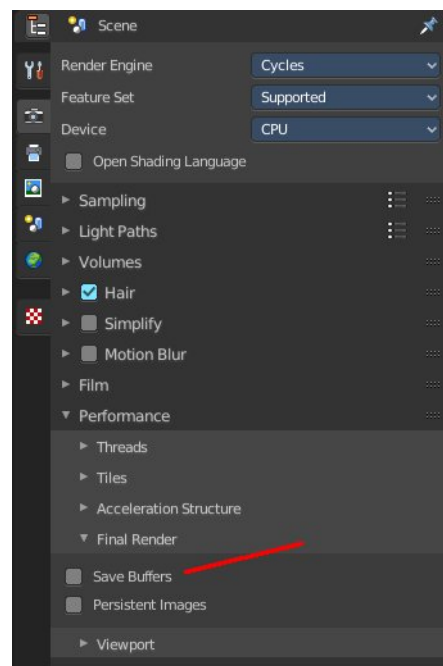 Scene
Render Engine Cycles
Feature Set Supported
Device CPU
Open Shading Language
Sampling
Light Paths
Volumes
Hair
Simplify
Motion Blur
Film
Performance
Threads
Tiles
Acceleration Structure
Final Render
Save Buffers
Persistent Images
Viewport